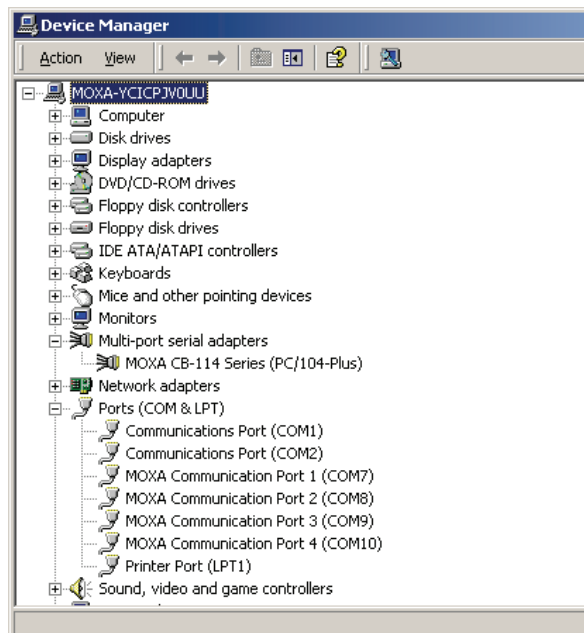 Device Manager
Action View
MOXA-YCICPJV0UU
Computer
Disk drives
Display adapters
DVD/CD-ROM drives
Floppy disk controllers
Floppy disk drives
IDE ATA/ATAPI controllers
Keyboards
Mice and other pointing devices
Monitors
Multi-port serial adapters
MOXA CB-114 Series (PC/104-Plus)
Network adapters
Ports (COM & LPT)
Communications Port (COM1)
Communications Port (COM2)
MOXA Communication Port 1 (COM7)
MOXA Communication Port 2 (COM8)
MOXA Communication Port 3 (COM9)
MOXA Communication Port 4 (COM10)
Printer Port (LPT1)
Sound, video and game controllers